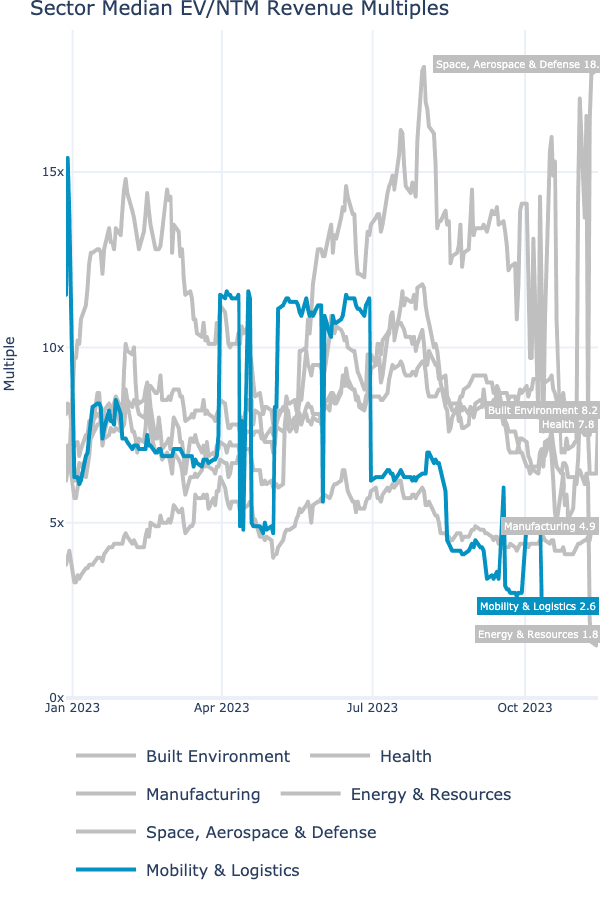 Sector Median EV/NTM Revenue Multiples
Space, Aerospace & Defense 18.
15x
10x
Multiple
Built Environment 8.2
Health 7.8
5x
Manufacturing 4.9
Mobility & Logistics 2.6
Energy & Resources 1.8
0x
Jan 2023 Apr 2023 Jul 2023 Oct 2023
Built Environment Health
Manufacturing Energy & Resources
Space, Aerospace & Defense
Mobility & Logistics